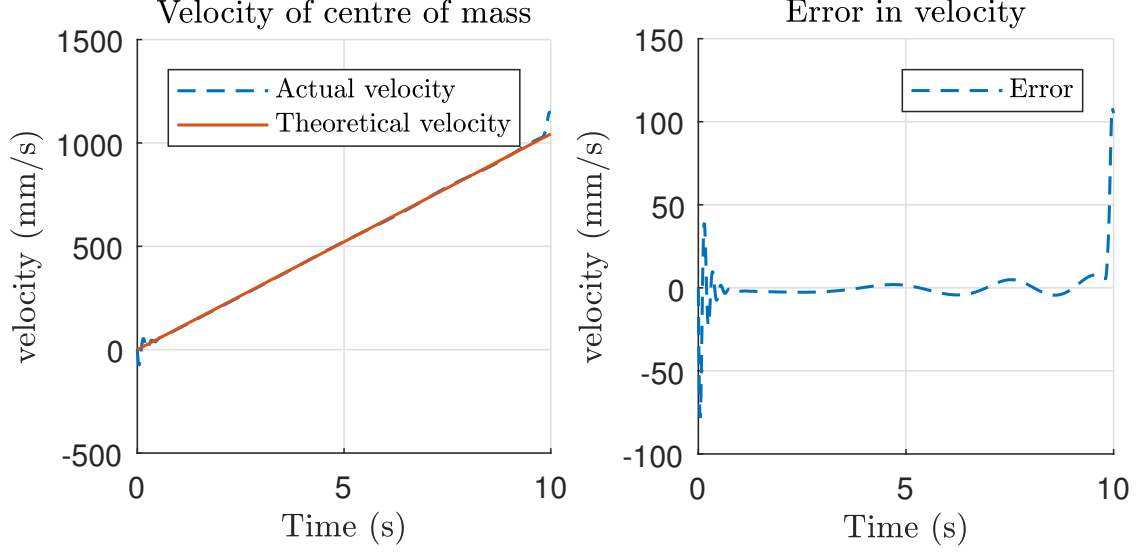 Velocity of centre of mass
1500
1000
500
0
-500
0
5
10
velocity (mm/s)
Time (s)
Actual velocity
Theoretical velocity
Error in velocity
150
100
50
0
-50
-100
0
5
10
velocity (mm/s)
Time (s)
Error